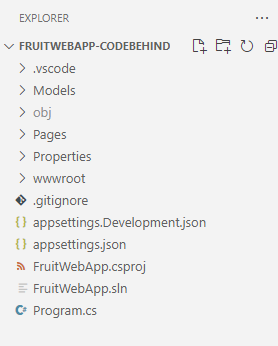 EXPLORER
FRUITWEBAPP-CODEBEHIND
.vscode
Models
obj
Pages
Properties
wwwroot
.gitignore
appsettings.Development.json
appsettings.json
FruitWebApp.csproj
FruitWebApp.sln
Program.cs